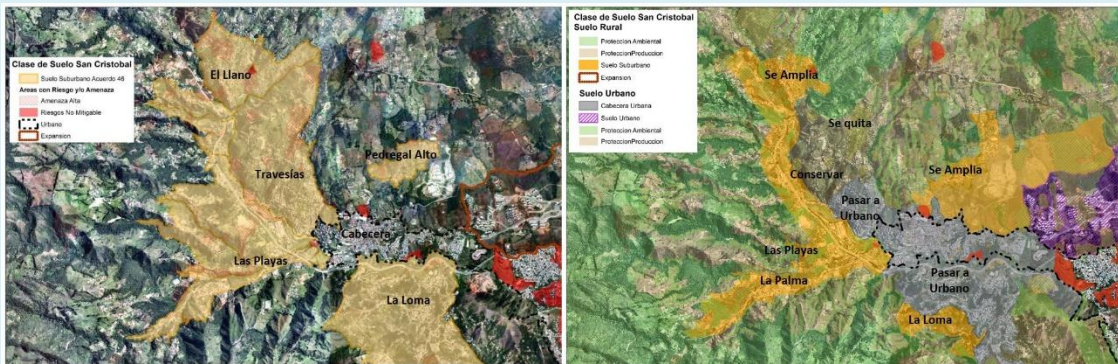 Clase de Suelo San Cristobal
Suelo Suburbano Acuerdo 46
Areas con Riesgo y/o Amenaza
Amenaza Alta
Riesgos No Mitigable
Urbano
Expansion
El Llano
Travesías
Pedregal Alto
Cabecera
Las Playas
La Loma
Clase de Suelo San Cristobal
Suelo Rural
Proteccion Ambiental
ProteccionProduccion
Suelo Suburbano
Expansion
Suelo Urbano
Cabecera Urbana
Suelo Urbano
Proteccion Ambiental
ProteccionProduccion
Se Amplia
Se quita
Conservar
Se Amplia
Pasar a
Urbano
Las Playas
La Palma
Pasar a
Urbano
La Loma